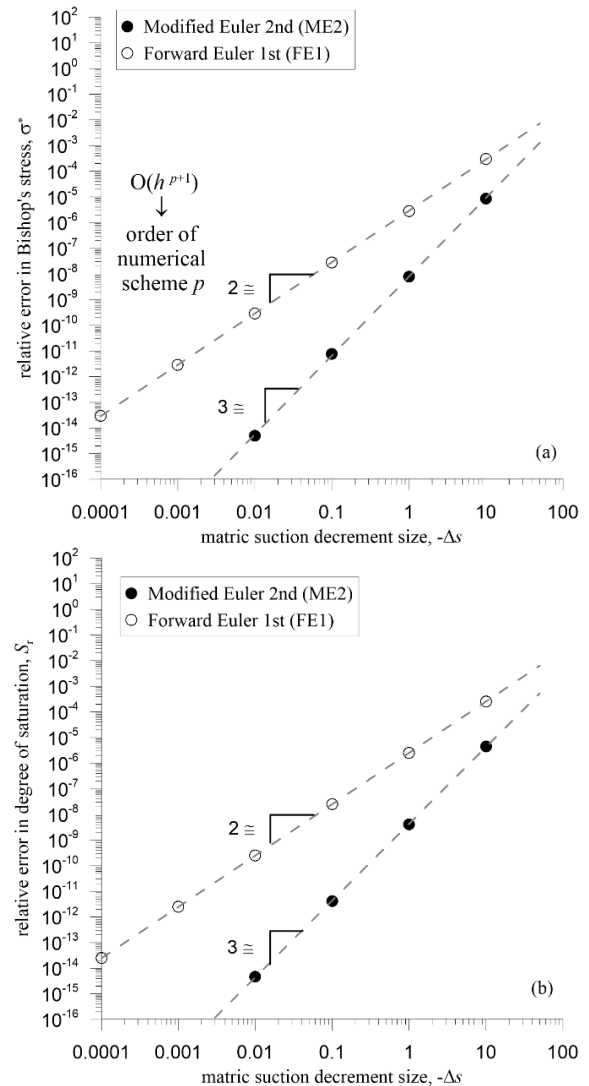 10²
10¹
10⁰
10⁻¹
10⁻²
10⁻³
10⁻⁴
10⁻⁵
10⁻⁶
10⁻⁷
10⁻⁸
10⁻⁹
10⁻¹⁰
10⁻¹¹
10⁻¹²
10⁻¹³
10⁻¹⁴
10⁻¹⁵
10⁻¹⁶
relative error in Bishop's stress, σ*
Modified Euler 2nd (ME2)
Forward Euler 1st (FE1)
O(h ᵖ⁺¹)
↓
order of
numerical
scheme p
2 ≅
3 ≅
(a)
0.0001 0.001 0.01 0.1 1 10 100
matric suction decrement size, -Δs
10²
10¹
10⁰
10⁻¹
10⁻²
10⁻³
10⁻⁴
10⁻⁵
10⁻⁶
10⁻⁷
10⁻⁸
10⁻⁹
10⁻¹⁰
10⁻¹¹
10⁻¹²
10⁻¹³
10⁻¹⁴
10⁻¹⁵
10⁻¹⁶
relative error in degree of saturation, Sᵣ
Modified Euler 2nd (ME2)
Forward Euler 1st (FE1)
2 ≅
3 ≅
(b)
0.0001 0.001 0.01 0.1 1 10 100
matric suction decrement size, -Δs